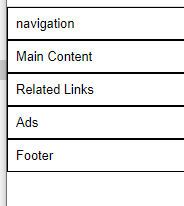 navigation
Main Content
Related Links
Ads
Footer